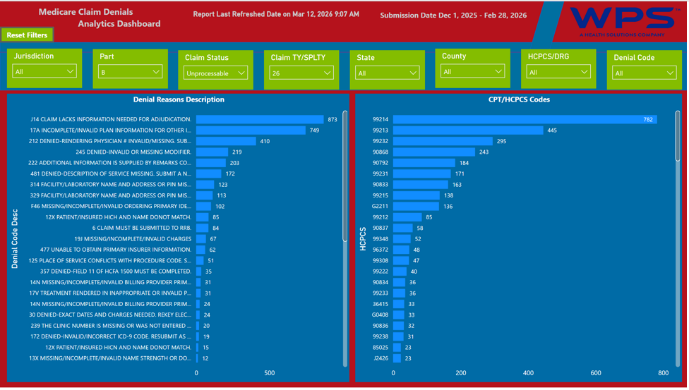 Medicare Claim Denials
Analytics Dashboard
Report Last Refreshed Date on Mar 12, 2026 9:07 AM
Submission Date Dec 1, 2025 - Feb 28, 2026
WPS
A HEALTH SOLUTIONS COMPANY
Reset Filters
Jurisdiction
All
Part
B
Claim Status
Unprocessable
Claim TY/SPLTY
26
State
All
County
All
HCPCS/DRG
All
Denial Code
All
Denial Reasons Description
Denial Code Desc
J14 CLAIM LACKS INFORMATION NEEDED FOR ADJUDICATION. 873
17A INCOMPLETE/INVALID PLAN INFORMATION FOR OTHER I... 749
212 DENIED-RENDERING PHYSICIAN # INVALID/MISSING. SUB... 410
245 DENIED-INVALID OR MISSING MODIFIER. 219
222 ADDITIONAL INFORMATION IS SUPPLIED BY REMARKS CO... 200
481 DENIED-DESCRIPTION OF SERVICE MISSING. SUBMIT A N... 172
314 FACILITY/LABORATORY NAME AND ADDRESS OR PIN MIS... 123
329 FACILITY/LABORATORY NAME AND ADDRESS OR PIN MIS... 113
F46 MISSING/INCOMPLETE/INVALID ORDERING PRIMARY IDE... 102
12X PATIENT/INSURED HICN AND NAME DONOT MATCH. 85
6 CLAIM MUST BE SUBMITTED TO RRB. 84
19J MISSING/INCOMPLETE/INVALID CHARGES 67
477 UNABLE TO OBTAIN PRIMARY INSURER INFORMATION. 62
125 PLACE OF SERVICE CONFLICTS WITH PROCEDURE CODE. S... 51
357 DENIED-FIELD 11 OF HCFA 1500 MUST BE COMPLETED. 35
14N MISSING/INCOMPLETE/INVALID BILLING PROVIDER PRIM... 31
17V TREATMENT RENDERED IN INAPPROPRIATE OR INVALID P... 31
14N MISSING/INCOMPLETE/INVALID BILLING PROVIDER PRIM... 24
30 DENIED-EXACT DATES AND CHARGES NEEDED. REKEY ELEC... 24
239 THE CLINIC NUMBER IS MISSING OR WAS NOT ENTERED ... 20
172 DENIED-INVALID/INCORRECT ICD-9 CODE. RESUBMIT AS ... 19
12X PATIENT/INSURED HICN AND NAME DONOT MATCH. 15
13X MISSING/INCOMPLETE/INVALID NAME STRENGTH OR DO... 12
0 500
CPT/HCPCS Codes
HCPCS
99214 782
99213 445
99232 295
90868 243
90792 184
99231 171
90833 163
99215 138
G2211 136
99212 85
90837 58
99348 52
96372 48
99308 47
99222 40
90834 36
99233 36
36415 33
G0408 33
90836 32
99238 31
85025 23
J2426 23
0 200 400 600 800